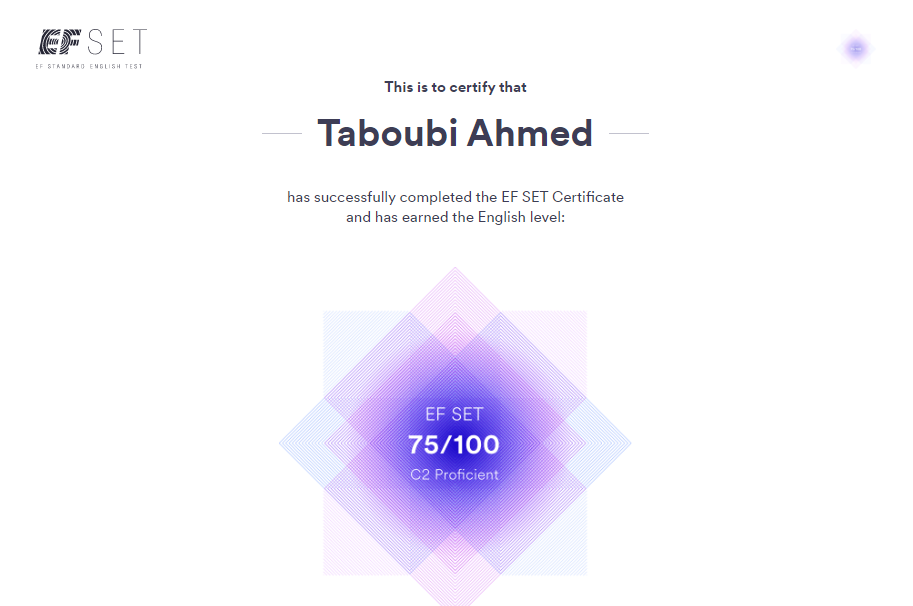 EF SET
EF STANDARD ENGLISH TEST
This is to certify that
Taboubi Ahmed
has successfully completed the EF SET Certificate
and has earned the English level:
EF SET
75/100
C2 Proficient